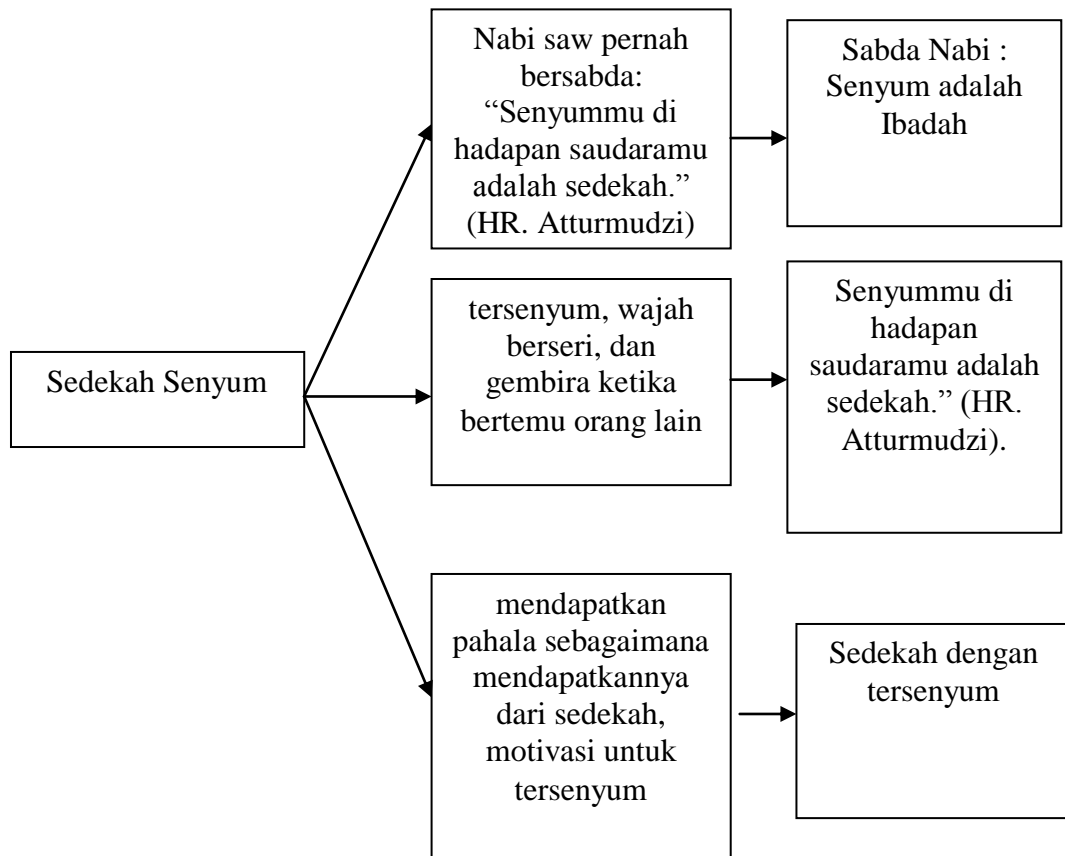 Sedekah Senyum
Nabi saw pernah
bersabda:
“Senyummu di
hadapan saudaramu
adalah sedekah.”
(HR. Atturmudzi)
Sabda Nabi :
Senyum adalah
Ibadah
tersenyum, wajah
berseri, dan
gembira ketika
bertemu orang lain
Senyummu di
hadapan
saudaramu adalah
sedekah.” (HR.
Atturmudzi).
mendapatkan
pahala sebagaimana
mendapatkannya
dari sedekah,
motivasi untuk
tersenyum
Sedekah dengan
tersenyum